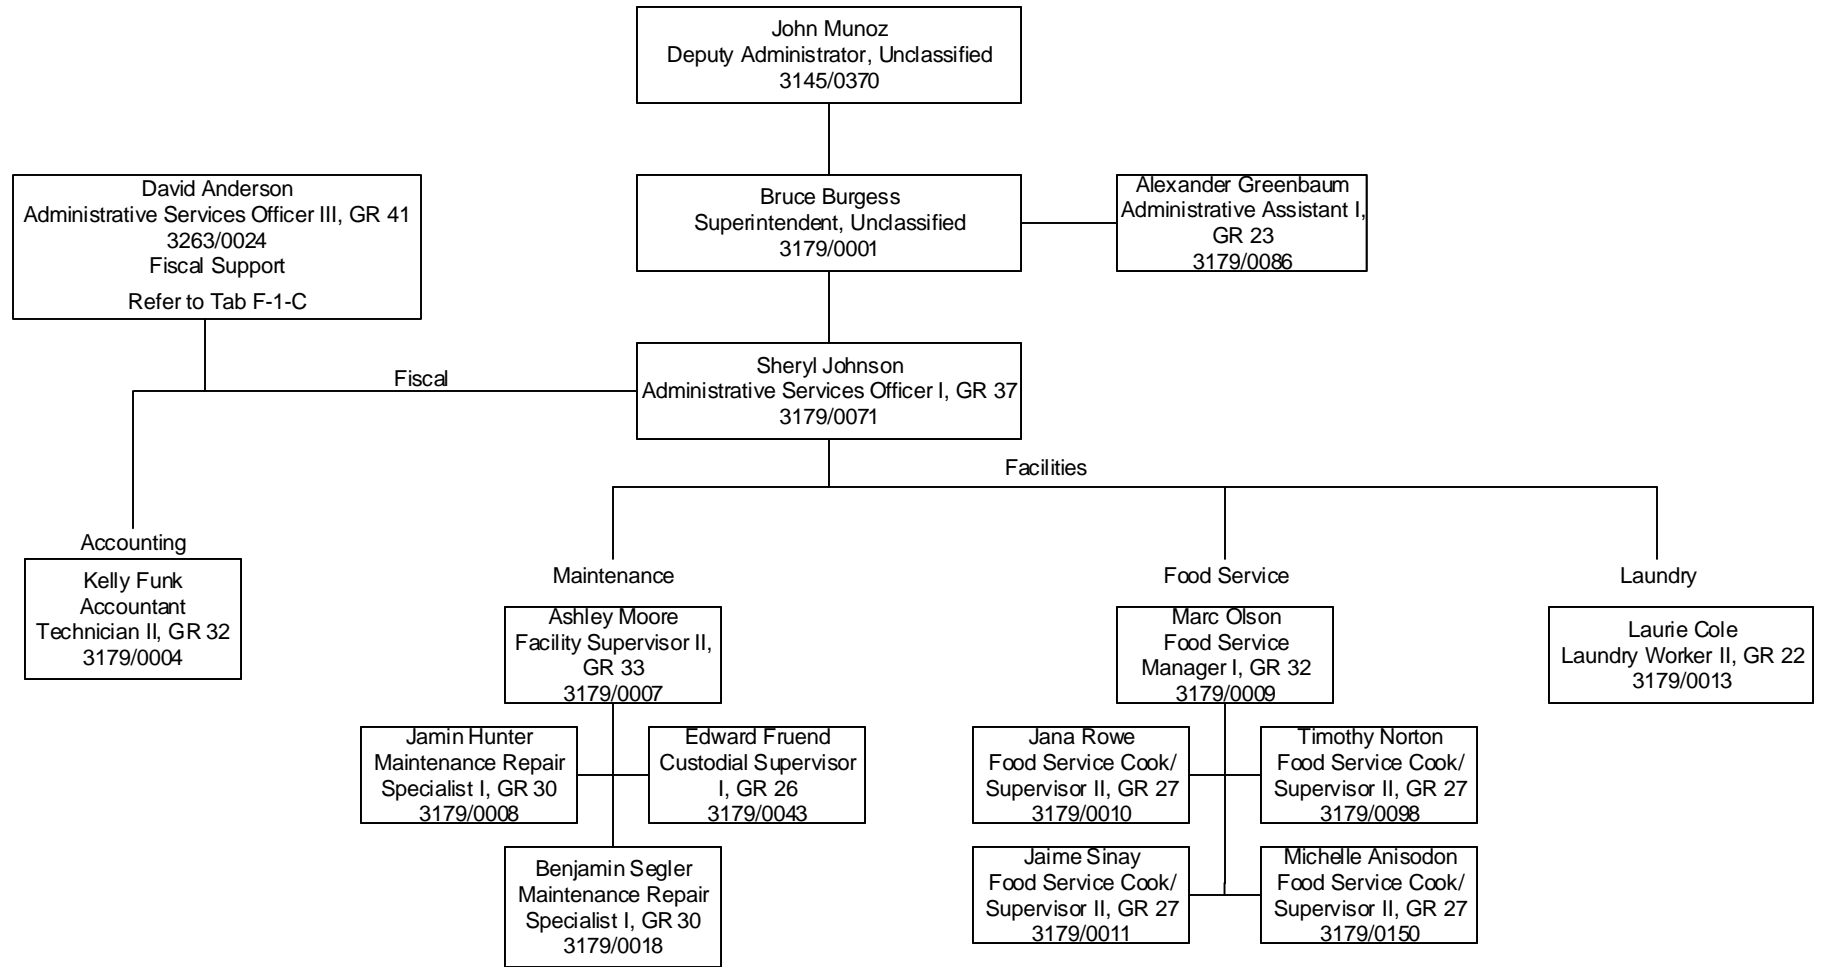 John Munoz
Deputy Administrator, Unclassified
3145/0370
David Anderson
Administrative Services Officer III, GR 41
3263/0024
Fiscal Support
Refer to Tab F-1-C
Bruce Burgess
Superintendent, Unclassified
3179/0001
Alexander Greenbaum
Administrative Assistant I,
GR 23
3179/0086
Fiscal
Sheryl Johnson
Administrative Services Officer I, GR 37
3179/0071
Facilities
Accounting
Kelly Funk
Accountant
Technician II, GR 32
3179/0004
Maintenance
Ashley Moore
Facility Supervisor II,
GR 33
3179/0007
Jamin Hunter
Maintenance Repair
Specialist I, GR 30
3179/0008
Edward Fruend
Custodial Supervisor
I, GR 26
3179/0043
Benjamin Segler
Maintenance Repair
Specialist I, GR 30
3179/0018
Food Service
Marc Olson
Food Service
Manager I, GR 32
3179/0009
Jana Rowe
Food Service Cook/
Supervisor II, GR 27
3179/0010
Timothy Norton
Food Service Cook/
Supervisor II, GR 27
3179/0098
Jaime Sinay
Food Service Cook/
Supervisor II, GR 27
3179/0011
Michelle Anisodon
Food Service Cook/
Supervisor II, GR 27
3179/0150
Laundry
Laurie Cole
Laundry Worker II, GR 22
3179/0013